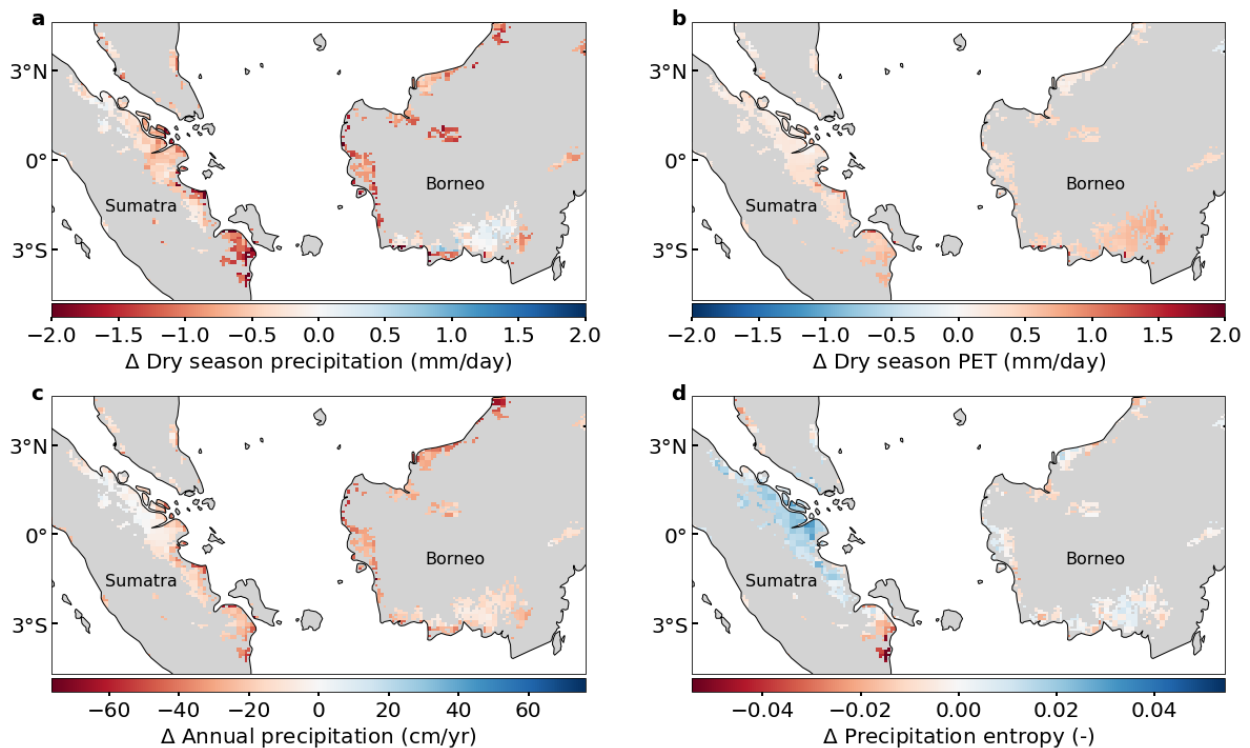 a
b
3°N
0°
3°S
Sumatra
Borneo
3°N
0°
3°S
Sumatra
Borneo
−2.0 −1.5 −1.0 −0.5 0.0 0.5 1.0 1.5 2.0
Δ Dry season precipitation (mm/day)
−2.0 −1.5 −1.0 −0.5 0.0 0.5 1.0 1.5 2.0
Δ Dry season PET (mm/day)
c
d
3°N
0°
3°S
Sumatra
Borneo
3°N
0°
3°S
Sumatra
Borneo
−60 −40 −20 0 20 40 60
Δ Annual precipitation (cm/yr)
−0.04 −0.02 0.00 0.02 0.04
Δ Precipitation entropy (-)